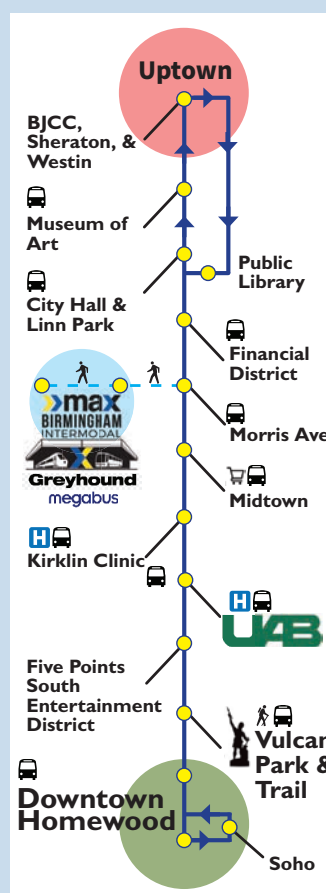 Uptown
BJCC,
Sheraton, &
Westin
Museum of
Art
Public
Library
City Hall &
Linn Park
Financial
District
max
BIRMINGHAM
INTERMODAL
Greyhound
megabus
Morris Ave
Midtown
H
Kirklin Clinic
H
UAB
Five Points
South
Entertainment
District
Vulcan
Park &
Trail
Downtown
Homewood
Soho